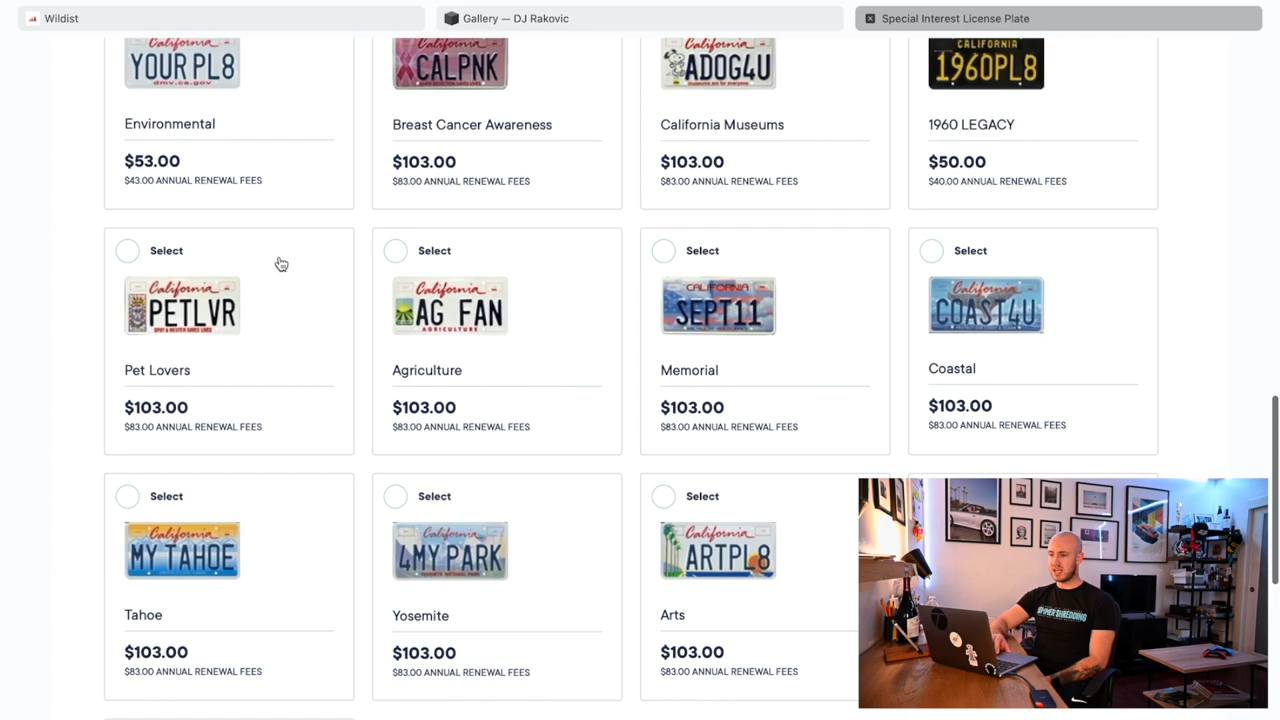 Wildist
Gallery — DJ Rakovic
Special Interest License Plate
California
YOUR PL8
dmv.ca.gov
Environmental
$53.00
$43.00 ANNUAL RENEWAL FEES
California
CALPNK
Breast Cancer Awareness
$103.00
$83.00 ANNUAL RENEWAL FEES
California
ADOG4U
California Museums
$103.00
$83.00 ANNUAL RENEWAL FEES
CALIFORNIA
1960PL8
1960 LEGACY
$50.00
$40.00 ANNUAL RENEWAL FEES
Select
California
PETLVR
Pet Lovers
$103.00
$83.00 ANNUAL RENEWAL FEES
Select
California
AG FAN
AGRICULTURE
Agriculture
$103.00
$83.00 ANNUAL RENEWAL FEES
Select
CALIFORNIA
SEPT11
Memorial
$103.00
$83.00 ANNUAL RENEWAL FEES
Select
California
COAST4U
Coastal
$103.00
$83.00 ANNUAL RENEWAL FEES
Select
California
MY TAHOE
Tahoe
$103.00
$83.00 ANNUAL RENEWAL FEES
Select
California
4MY PARK
Yosemite
$103.00
$83.00 ANNUAL RENEWAL FEES
Select
California
ARTPL8
Arts
$103.00
$83.00 ANNUAL RENEWAL FEES